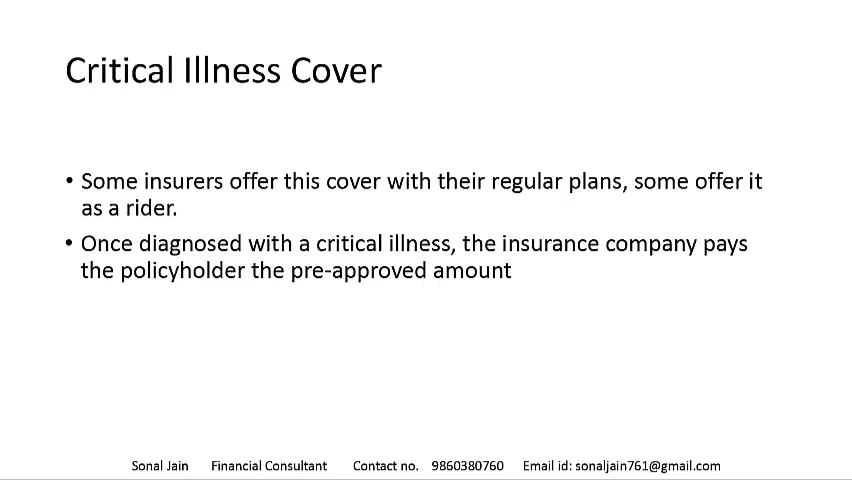 Critical Illness Cover
• Some insurers offer this cover with their regular plans, some offer it
as a rider.
• Once diagnosed with a critical illness, the insurance company pays
the policyholder the pre-approved amount
Sonal Jain Financial Consultant Contact no. 9860380760 Email id: sonaljain761@gmail.com